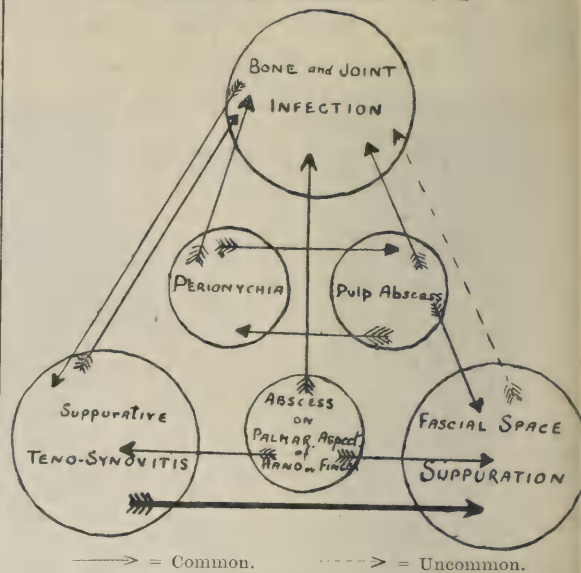 BONE and JOINT
INFECTION
PERIONYCHIA
Pulp Abscess
Suppurative
TENO-SYNOVITIS
ABSCESS
ON
PALMAR Aspect
of
HAND or FINGER
FASCIAL SPACE
SUPPURATION
= Common.
= Uncommon.